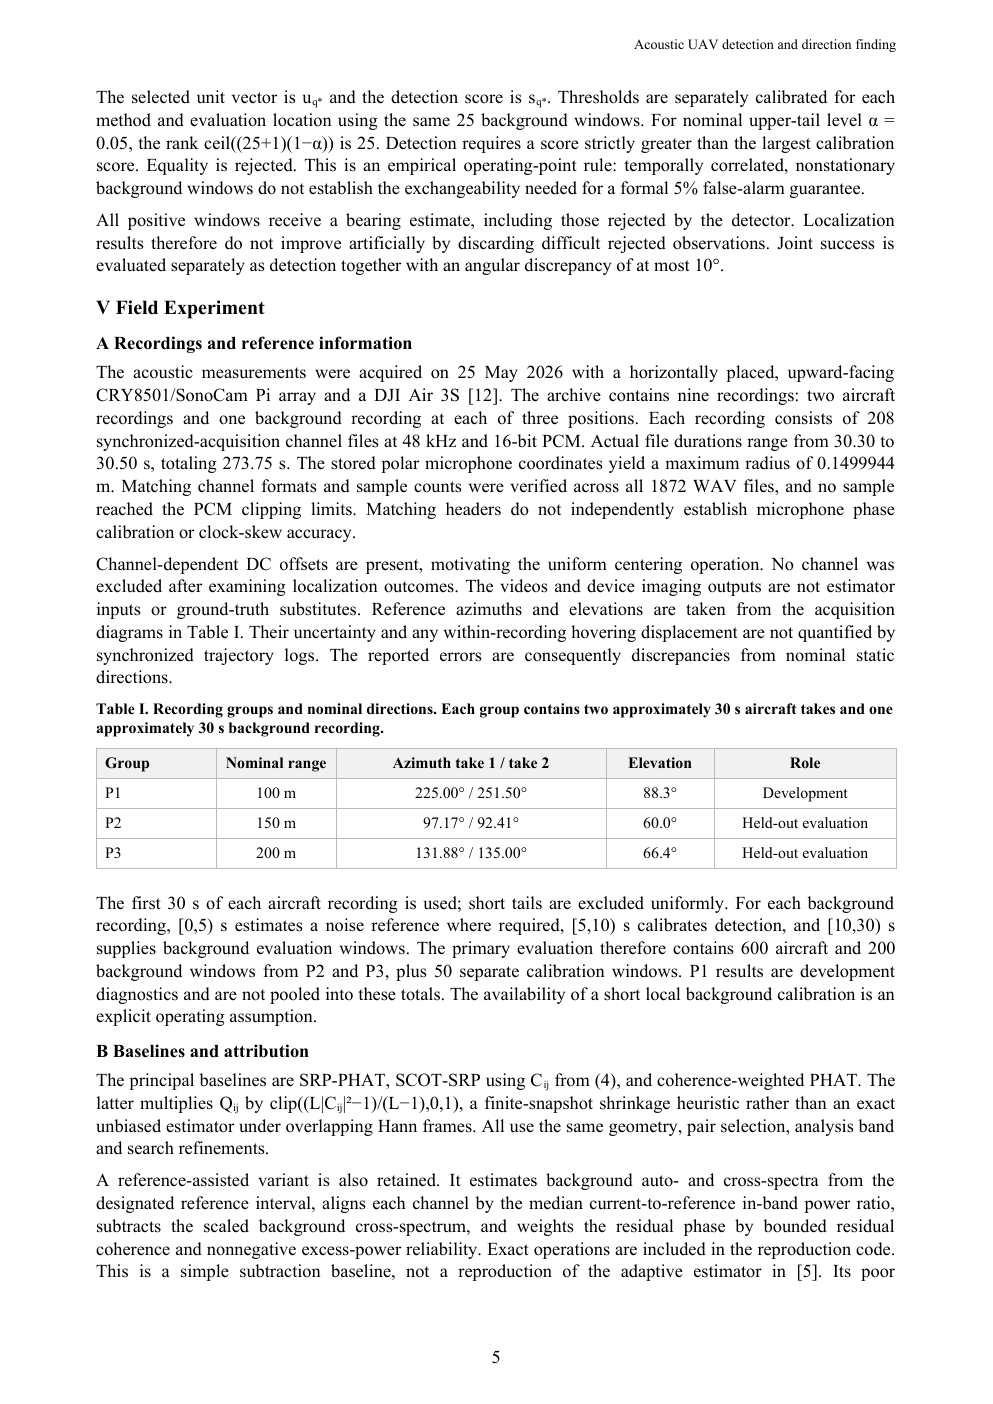 Acoustic UAV detection and direction finding
The selected unit vector is u_q* and the detection score is s_q*. Thresholds are separately calibrated for each
method and evaluation location using the same 25 background windows. For nominal upper-tail level α =
0.05, the rank ceil((25+1)(1−α)) is 25. Detection requires a score strictly greater than the largest calibration
score. Equality is rejected. This is an empirical operating-point rule: temporally correlated, nonstationary
background windows do not establish the exchangeability needed for a formal 5% false-alarm guarantee.
All positive windows receive a bearing estimate, including those rejected by the detector. Localization
results therefore do not improve artificially by discarding difficult rejected observations. Joint success is
evaluated separately as detection together with an angular discrepancy of at most 10°.
V Field Experiment
A Recordings and reference information
The acoustic measurements were acquired on 25 May 2026 with a horizontally placed, upward-facing
CRY8501/SonoCam Pi array and a DJI Air 3S [12]. The archive contains nine recordings: two aircraft
recordings and one background recording at each of three positions. Each recording consists of 208
synchronized-acquisition channel files at 48 kHz and 16-bit PCM. Actual file durations range from 30.30 to
30.50 s, totaling 273.75 s. The stored polar microphone coordinates yield a maximum radius of 0.1499944
m. Matching channel formats and sample counts were verified across all 1872 WAV files, and no sample
reached the PCM clipping limits. Matching headers do not independently establish microphone phase
calibration or clock-skew accuracy.
Channel-dependent DC offsets are present, motivating the uniform centering operation. No channel was
excluded after examining localization outcomes. The videos and device imaging outputs are not estimator
inputs or ground-truth substitutes. Reference azimuths and elevations are taken from the acquisition
diagrams in Table I. Their uncertainty and any within-recording hovering displacement are not quantified by
synchronized trajectory logs. The reported errors are consequently discrepancies from nominal static
directions.
Table I. Recording groups and nominal directions. Each group contains two approximately 30 s aircraft takes and one
approximately 30 s background recording.
Group Nominal range Azimuth take 1 / take 2 Elevation Role
P1 100 m 225.00° / 251.50° 88.3° Development
P2 150 m 97.17° / 92.41° 60.0° Held-out evaluation
P3 200 m 131.88° / 135.00° 66.4° Held-out evaluation
The first 30 s of each aircraft recording is used; short tails are excluded uniformly. For each background
recording, [0,5) s estimates a noise reference where required, [5,10) s calibrates detection, and [10,30) s
supplies background evaluation windows. The primary evaluation therefore contains 600 aircraft and 200
background windows from P2 and P3, plus 50 separate calibration windows. P1 results are development
diagnostics and are not pooled into these totals. The availability of a short local background calibration is an
explicit operating assumption.
B Baselines and attribution
The principal baselines are SRP-PHAT, SCOT-SRP using C_ij from (4), and coherence-weighted PHAT. The
latter multiplies Q_ij by clip((L|C_ij|²−1)/(L−1),0,1), a finite-snapshot shrinkage heuristic rather than an exact
unbiased estimator under overlapping Hann frames. All use the same geometry, pair selection, analysis band
and search refinements.
A reference-assisted variant is also retained. It estimates background auto- and cross-spectra from the
designated reference interval, aligns each channel by the median current-to-reference in-band power ratio,
subtracts the scaled background cross-spectrum, and weights the residual phase by bounded residual
coherence and nonnegative excess-power reliability. Exact operations are included in the reproduction code.
This is a simple subtraction baseline, not a reproduction of the adaptive estimator in [5]. Its poor
5